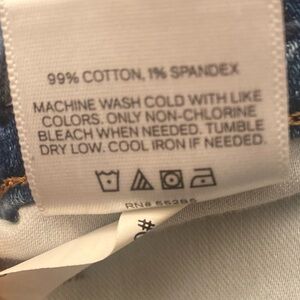 99% COTTON, 1% SPANDEX
MACHINE WASH COLD WITH LIKE
COLORS. ONLY NON-CHLORINE
BLEACH WHEN NEEDED. TUMBLE
DRY LOW. COOL IRON IF NEEDED.
RN#